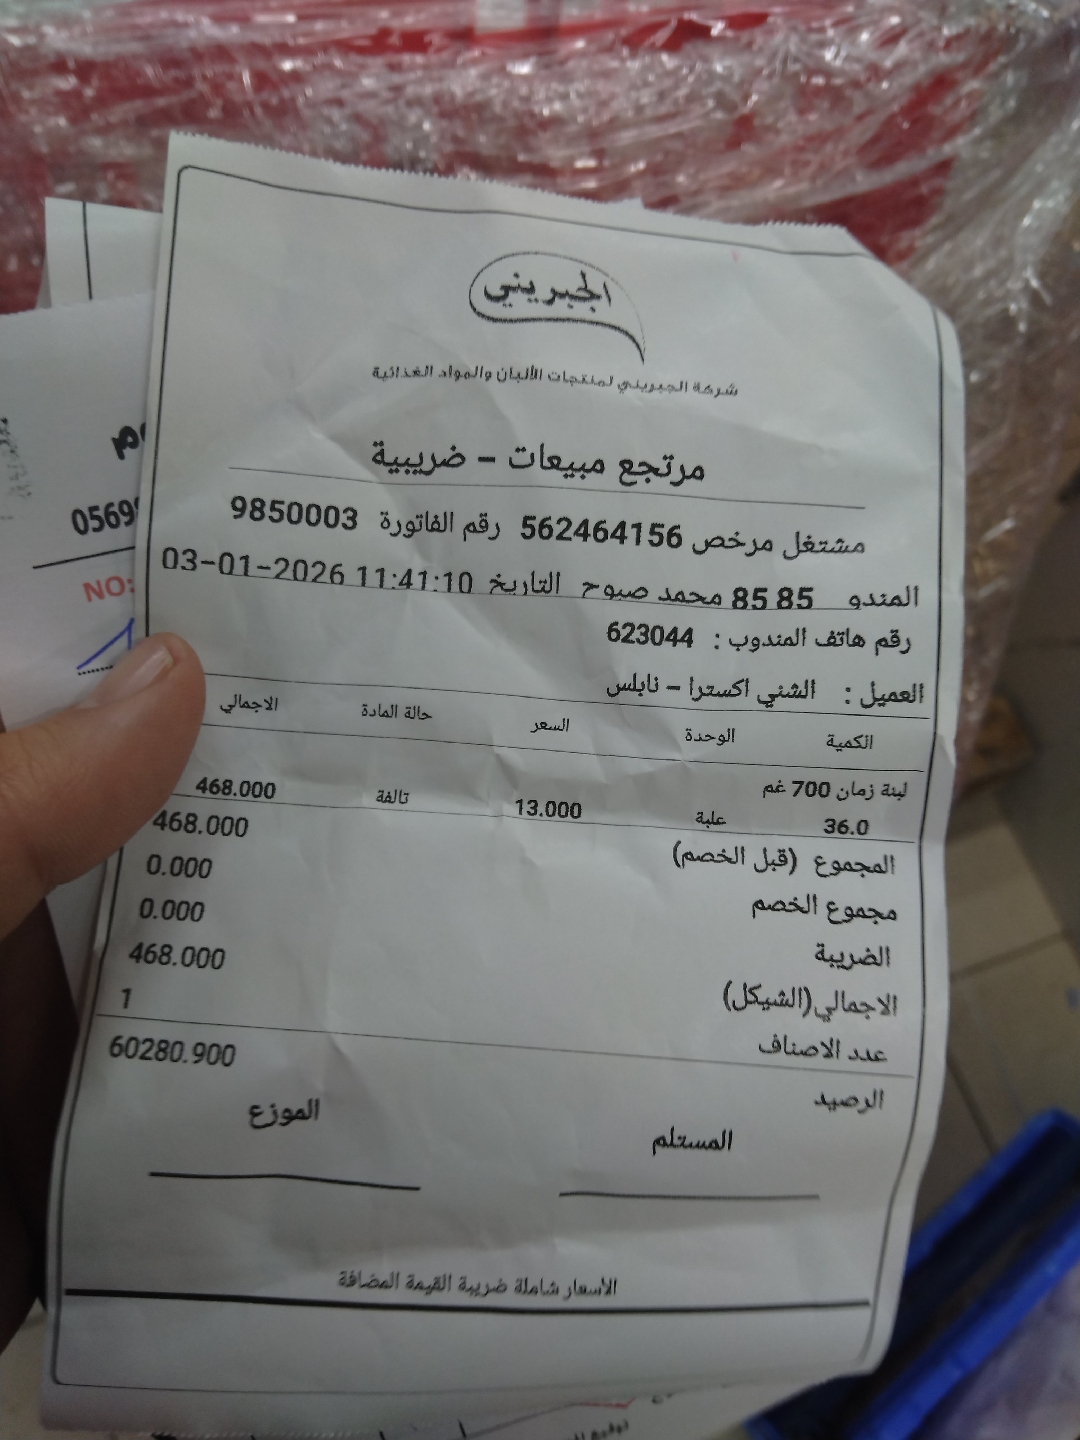 الجبريني
شركة الجبريني لمنتجات الألبان والمواد الغذائية
مرتجع مبيعات - ضريبية
مشتغل مرخص 562464156 رقم الفاتورة 9850003
المندو 85 85 محمد صبوح التاريخ 03-01-2026 11:41:10
رقم هاتف المندوب : 623044
العميل : الشني اكسترا - نابلس
الكمية الوحدة السعر حالة المادة الاجمالي
لبنة زمان 700 غم
36.0 علبة 13.000 تالفة 468.000
المجموع (قبل الخصم) 468.000
مجموع الخصم 0.000
الضريبة 0.000
الاجمالي(الشيكل) 468.000
عدد الاصناف 1
الرصيد 60280.900
المستلم الموزع
الأسعار شاملة ضريبة القيمة المضافة
0569
NO: